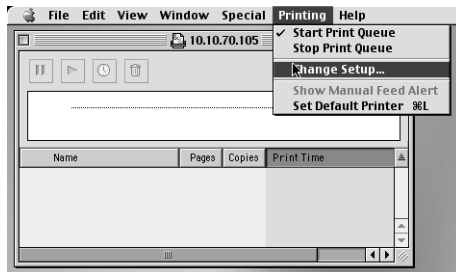 File Edit View Window Special Printing Help
10.10.70.105
✓ Start Print Queue
Stop Print Queue
Change Setup...
Show Manual Feed Alert
Set Default Printer ⌘L
Name Pages Copies Print Time